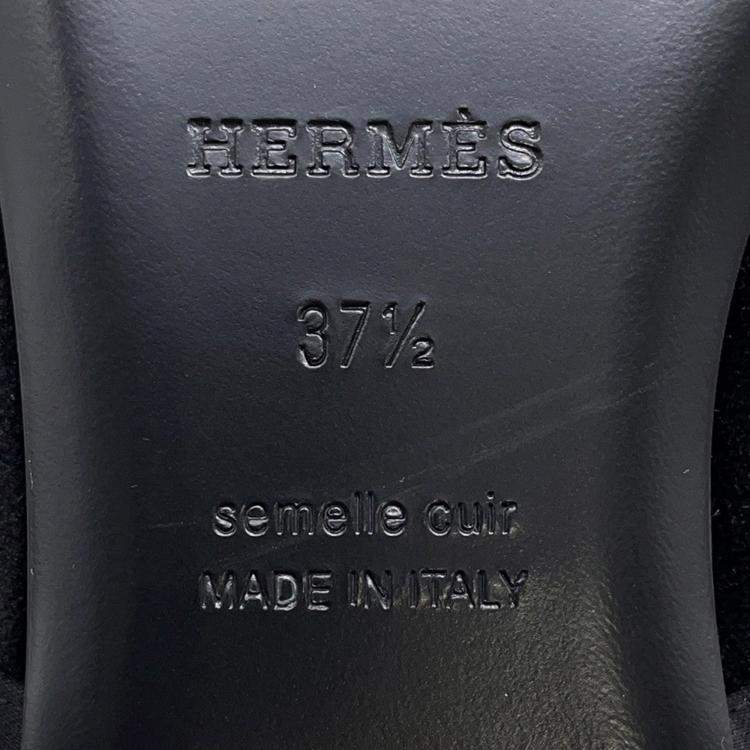 HERMÈS
37½
semelle cuir
MADE IN ITALY